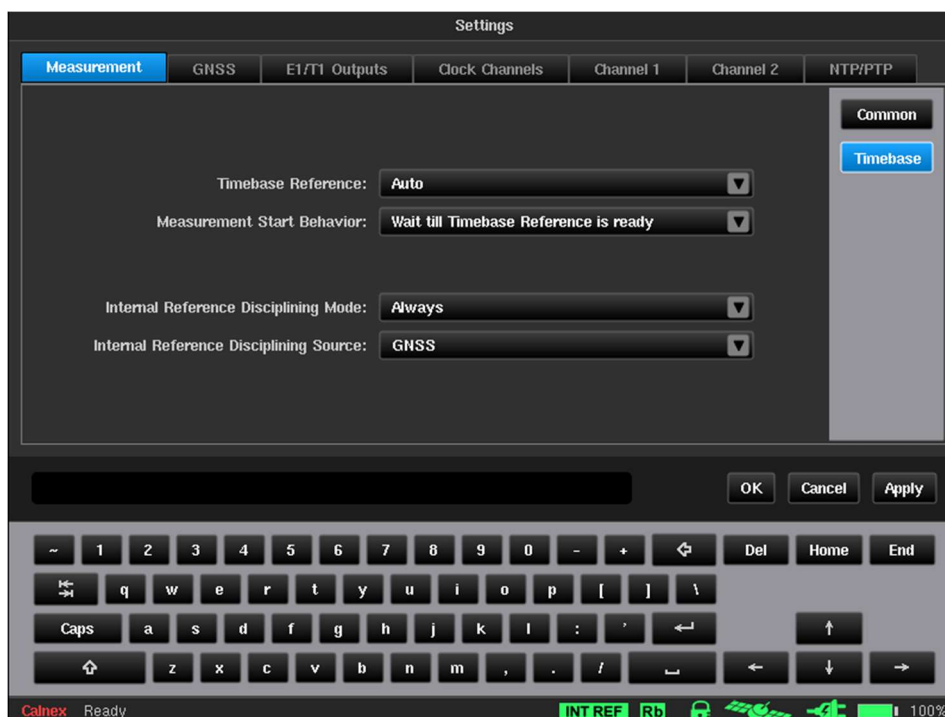 Settings
Measurement GNSS E1/T1 Outputs Clock Channels Channel 1 Channel 2 NTP/PTP
Common
Timebase
Timebase Reference: Auto
Measurement Start Behavior: Wait till Timebase Reference is ready
Internal Reference Disciplining Mode: Always
Internal Reference Disciplining Source: GNSS
OK Cancel Apply
~ 1 2 3 4 5 6 7 8 9 0 - + Del Home End
q w e r t y u i o p [ ] \
Caps a s d f g h j k l : '
z x c v b n m , . /
Calnex Ready INT REF Rb 100%